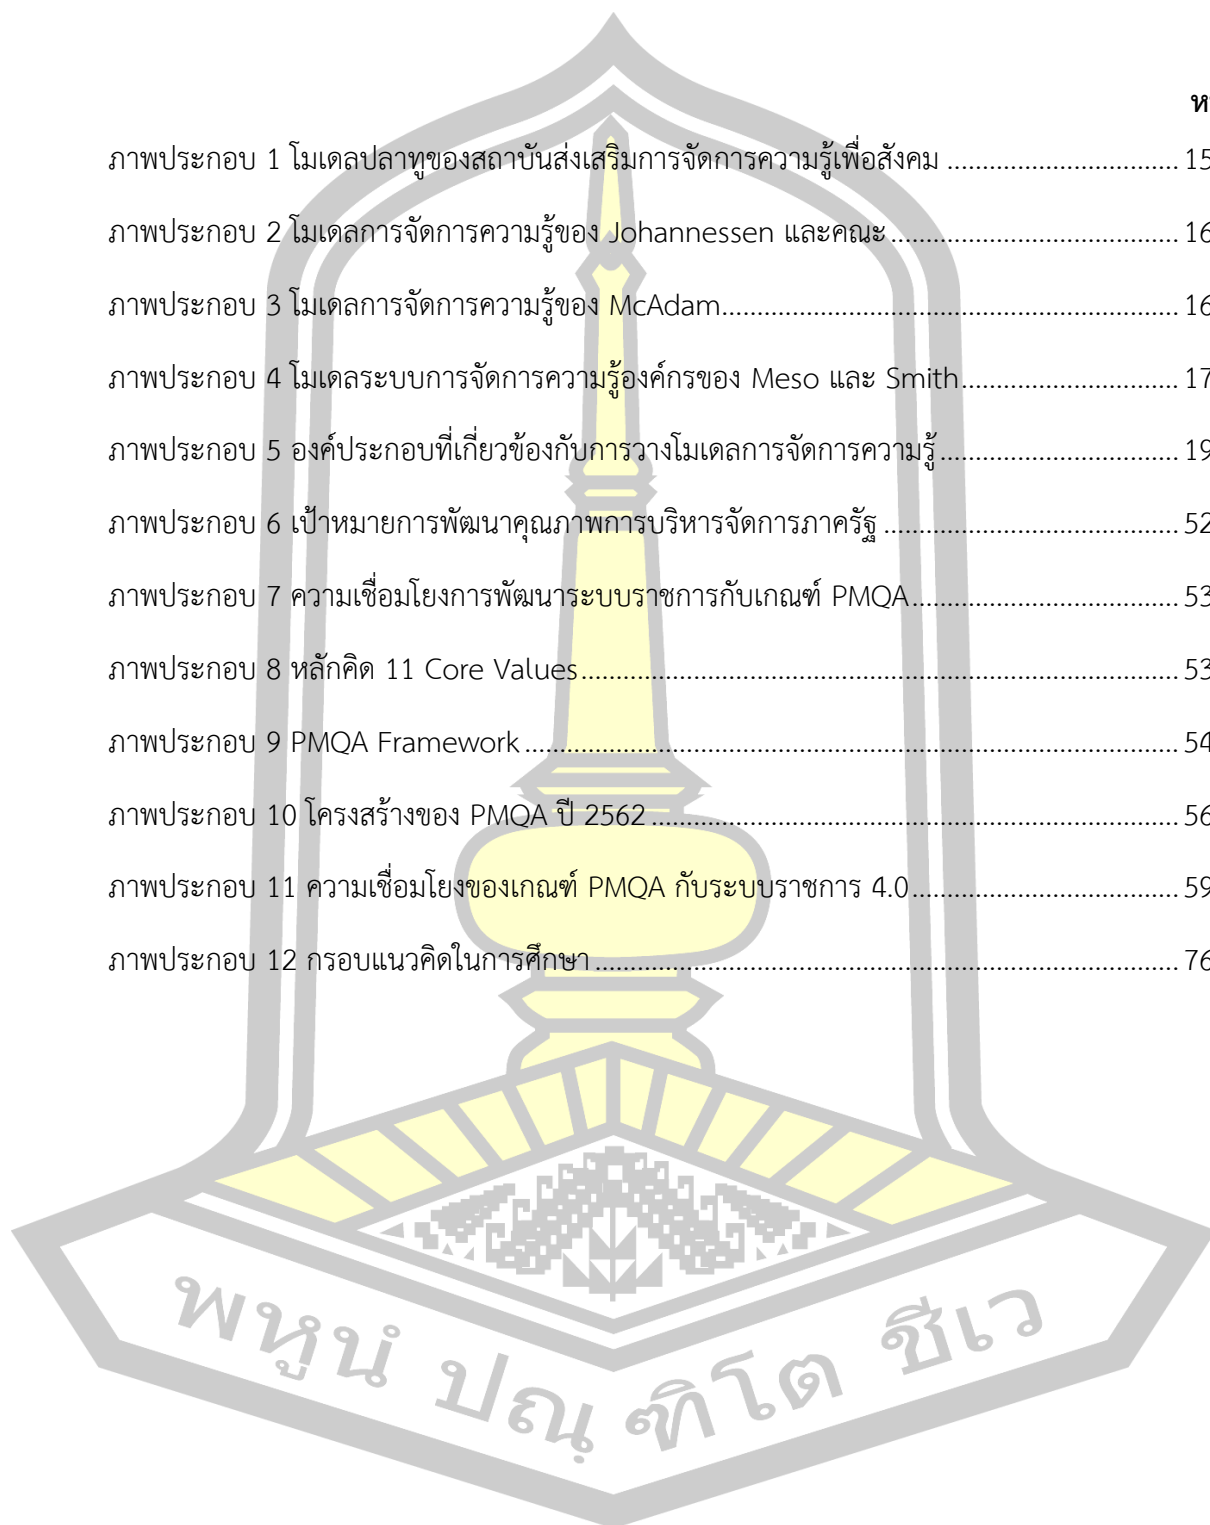 ห
ภาพประกอบ 1 โมเดลปลาทูของสถาบันส่งเสริมการจัดการความรู้เพื่อสังคม ............................. 15
ภาพประกอบ 2 โมเดลการจัดการความรู้ของ Johannessen และคณะ .................................... 16
ภาพประกอบ 3 โมเดลการจัดการความรู้ของ McAdam ......................................................... 16
ภาพประกอบ 4 โมเดลระบบการจัดการความรู้องค์กรของ Meso และ Smith ........................... 17
ภาพประกอบ 5 องค์ประกอบที่เกี่ยวข้องกับการวางโมเดลการจัดการความรู้ .............................. 19
ภาพประกอบ 6 เป้าหมายการพัฒนาคุณภาพการบริหารจัดการภาครัฐ ..................................... 52
ภาพประกอบ 7 ความเชื่อมโยงการพัฒนาระบบราชการกับเกณฑ์ PMQA ................................. 53
ภาพประกอบ 8 หลักคิด 11 Core Values ........................................................................... 53
ภาพประกอบ 9 PMQA Framework .................................................................................. 54
ภาพประกอบ 10 โครงสร้างของ PMQA ปี 2562 .................................................................. 56
ภาพประกอบ 11 ความเชื่อมโยงของเกณฑ์ PMQA กับระบบราชการ 4.0 ................................. 59
ภาพประกอบ 12 กรอบแนวคิดในการศึกษา ......................................................................... 76
พหูนํ ปณฺฑิโต ชีเว